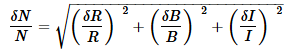 δN/N = √((δR/R)² + (δB/B)² + (δI/I)²)